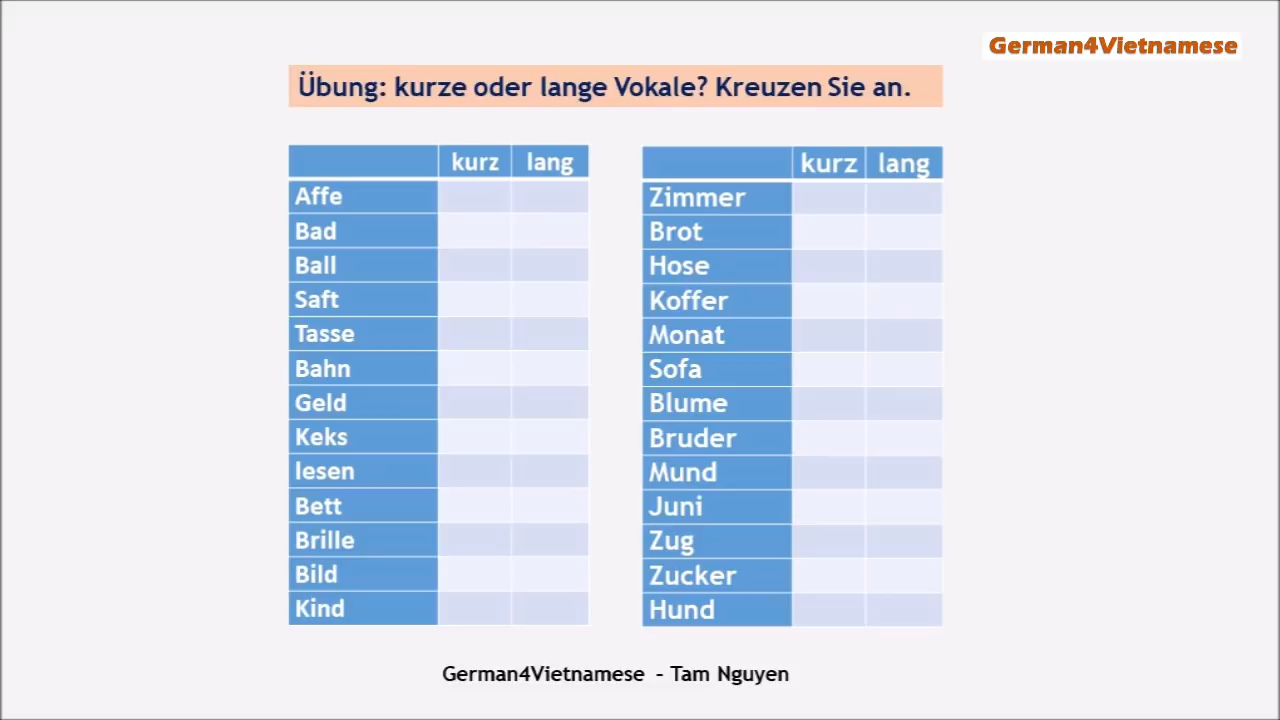 German4Vietnamese
Übung: kurze oder lange Vokale? Kreuzen Sie an.
kurz lang
Affe
Bad
Ball
Saft
Tasse
Bahn
Geld
Keks
lesen
Bett
Brille
Bild
Kind
kurz lang
Zimmer
Brot
Hose
Koffer
Monat
Sofa
Blume
Bruder
Mund
Juni
Zug
Zucker
Hund
German4Vietnamese – Tam Nguyen